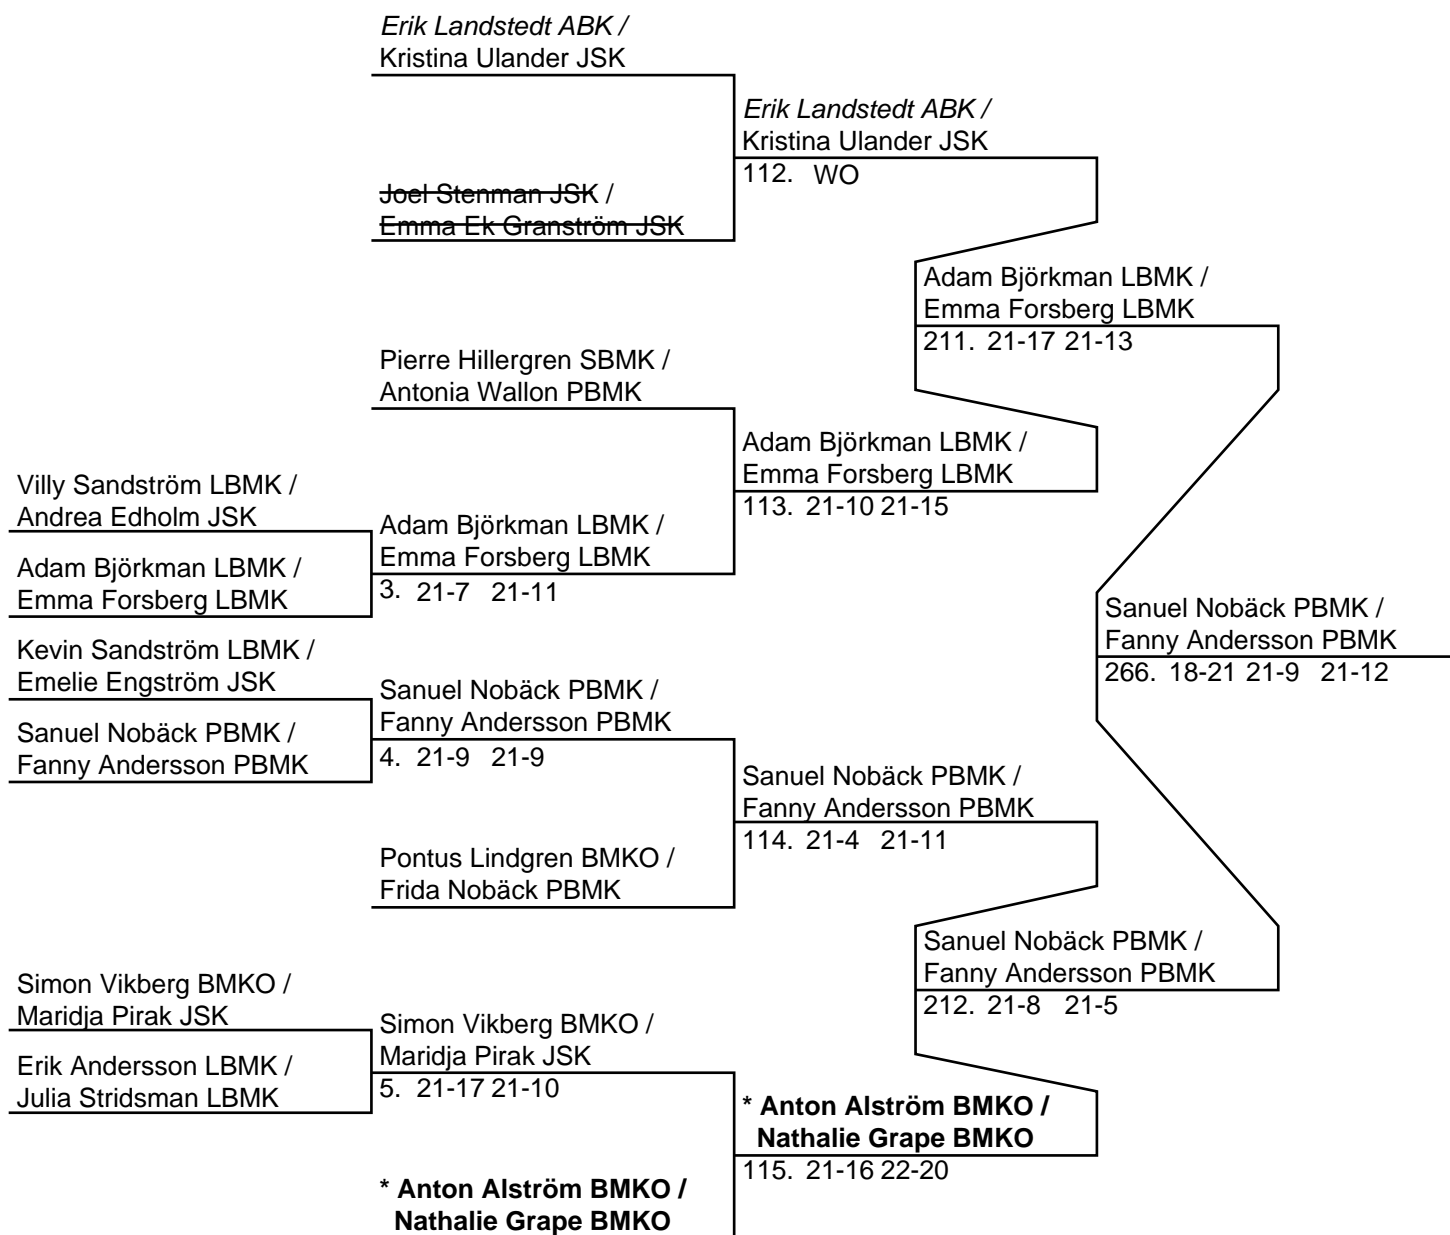 Erik Landstedt ABK /
Kristina Ulander JSK
Erik Landstedt ABK /
Kristina Ulander JSK
112. WO
Joel Stenman JSK /
Emma Ek Granström JSK
Adam Björkman LBMK /
Emma Forsberg LBMK
211. 21-17 21-13
Pierre Hillergren SBMK /
Antonia Wallon PBMK
Adam Björkman LBMK /
Emma Forsberg LBMK
113. 21-10 21-15
Villy Sandström LBMK /
Andrea Edholm JSK
Adam Björkman LBMK /
Emma Forsberg LBMK
3. 21-7 21-11
Adam Björkman LBMK /
Emma Forsberg LBMK
Sanuel Nobäck PBMK /
Fanny Andersson PBMK
266. 18-21 21-9 21-12
Kevin Sandström LBMK /
Emelie Engström JSK
Sanuel Nobäck PBMK /
Fanny Andersson PBMK
4. 21-9 21-9
Sanuel Nobäck PBMK /
Fanny Andersson PBMK
Sanuel Nobäck PBMK /
Fanny Andersson PBMK
114. 21-4 21-11
Pontus Lindgren BMKO /
Frida Nobäck PBMK
Sanuel Nobäck PBMK /
Fanny Andersson PBMK
212. 21-8 21-5
Simon Vikberg BMKO /
Maridja Pirak JSK
Simon Vikberg BMKO /
Maridja Pirak JSK
5. 21-17 21-10
Erik Andersson LBMK /
Julia Stridsman LBMK
* Anton Alström BMKO /
Nathalie Grape BMKO
115. 21-16 22-20
* Anton Alström BMKO /
Nathalie Grape BMKO